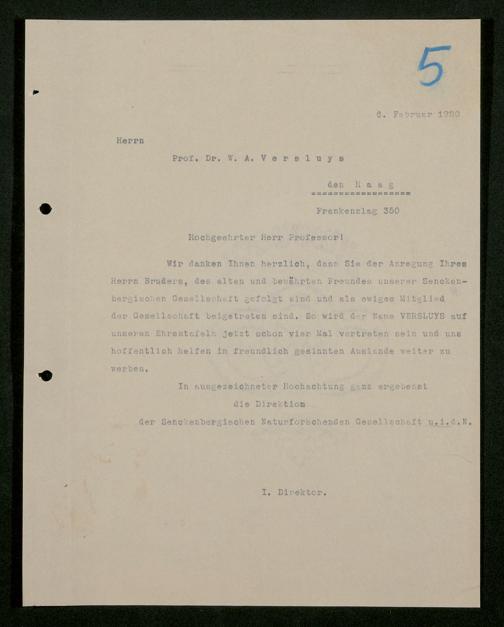 5
6. Februar 1920
Herrn
Prof. Dr. W. A. Versluys
den Haag
Frankenslag 350
Hochgeehrter Herr Professor!
Wir danken Ihnen herzlich, dass Sie der Anregung Ihres
Herrn Bruders, des alten und bewährten Freundes unserer Sencken-
bergischen Gesellschaft gefolgt sind und als ewiges Mitglied
der Gesellschaft beigetreten sind. So wird der Name VERSLUYS auf
unseren Ehrentafeln jetzt schon vier Mal vertreten sein und uns
hoffentlich helfen in freundlich gesinnten Auslande weiter zu
werben.
In ausgezeichneter Hochachtung ganz ergebenst
die Direktion
der Senckenbergischen Naturforschenden Gesellschaft u.i.d.N.
I. Direktor.